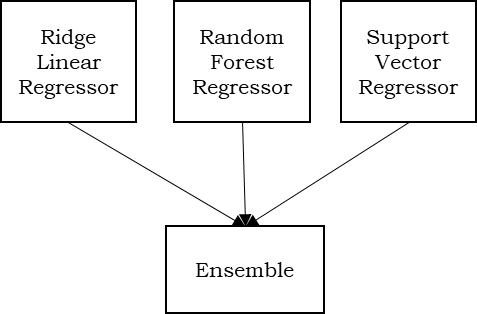 Ridge
Linear
Regressor
Random
Forest
Regressor
Support
Vector
Regressor
Ensemble